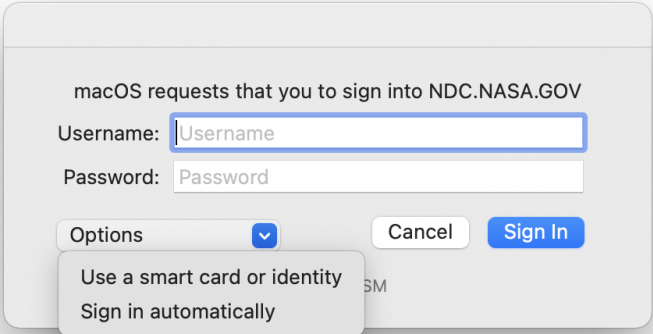 macOS requests that you to sign into NDC.NASA.GOV
Username: Username
Password: Password
Options Cancel Sign In
Use a smart card or identity
SM
Sign in automatically